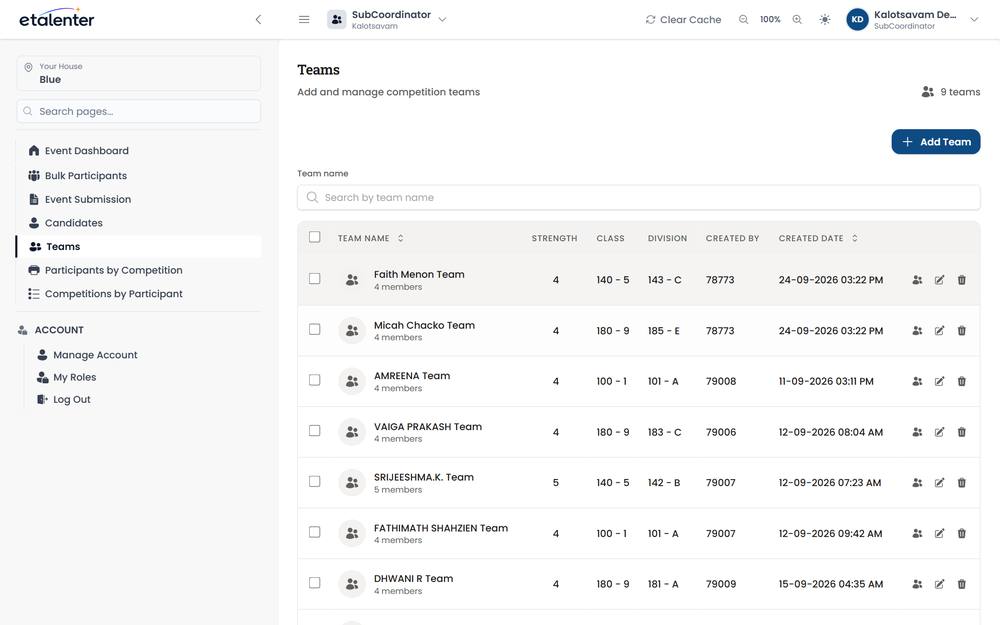 etalenter
SubCoordinator
Kalotsavam
Clear Cache
100%
KD
Kalotsavam De...
SubCoordinator
Your House
Blue
Search pages...
Event Dashboard
Bulk Participants
Event Submission
Candidates
Teams
Participants by Competition
Competitions by Participant
ACCOUNT
Manage Account
My Roles
Log Out
Teams
Add and manage competition teams
9 teams
Add Team
Team name
Search by team name
TEAM NAME STRENGTH CLASS DIVISION CREATED BY CREATED DATE
Faith Menon Team
4 members
4 140 - 5 143 - C 78773 24-09-2026 03:22 PM
Micah Chacko Team
4 members
4 180 - 9 185 - E 78773 24-09-2026 03:22 PM
AMREENA Team
4 members
4 100 - 1 101 - A 79008 11-09-2026 03:11 PM
VAIGA PRAKASH Team
4 members
4 180 - 9 183 - C 79006 12-09-2026 08:04 AM
SRIJEESHMA.K. Team
5 members
5 140 - 5 142 - B 79007 12-09-2026 07:23 AM
FATHIMATH SHAHZIEN Team
4 members
4 100 - 1 101 - A 79007 12-09-2026 09:42 AM
DHWANI R Team
4 members
4 180 - 9 181 - A 79009 15-09-2026 04:35 AM